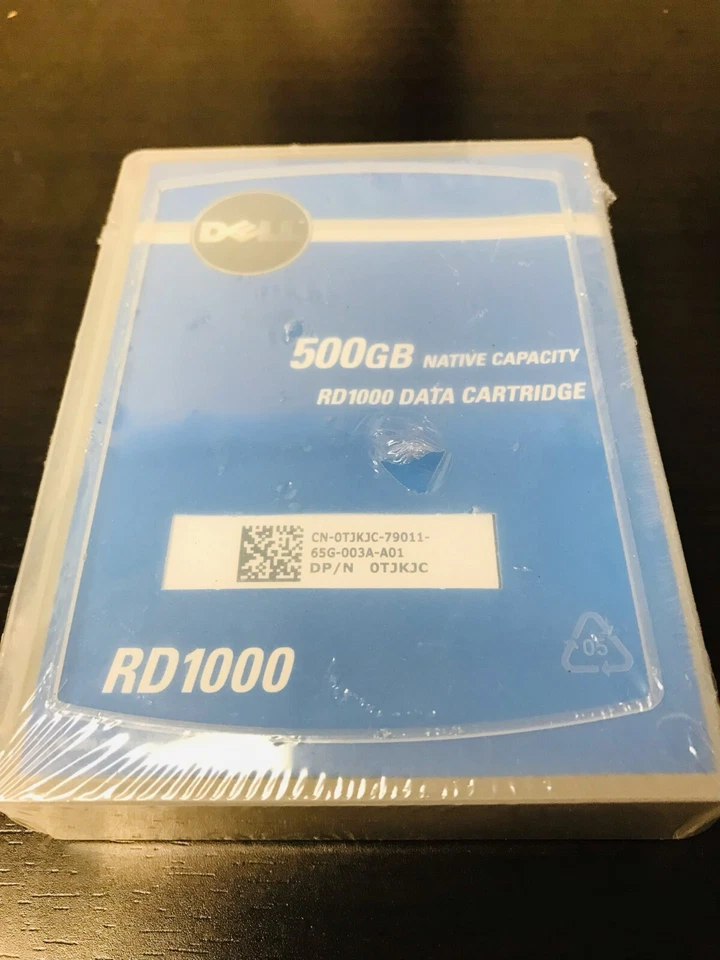 DELL
500GB NATIVE CAPACITY
RD1000 DATA CARTRIDGE
CN-0TJKJC-79011-
65G-003A-A01
DP/N 0TJKJC
RD1000
05